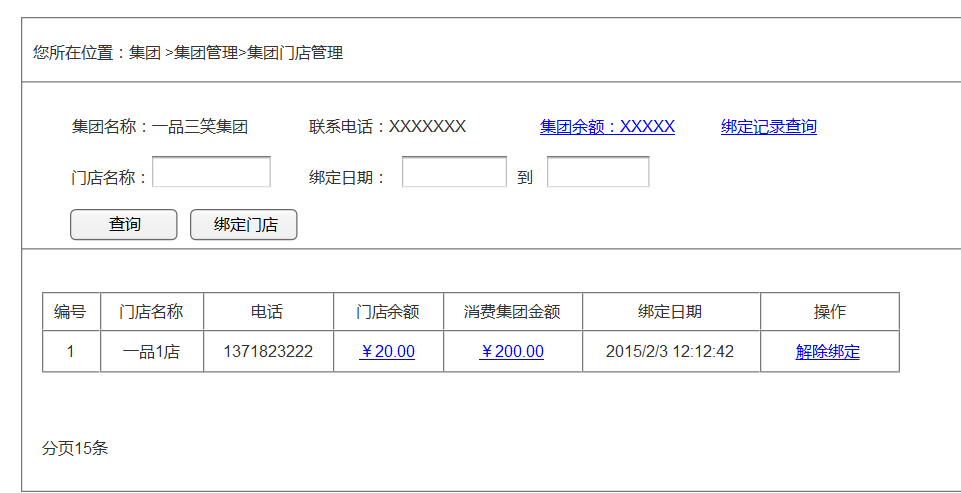 您所在位置：集团 >集团管理>集团门店管理
集团名称：一品三笑集团 联系电话：XXXXXXX 集团余额：XXXXX 绑定记录查询
门店名称： 绑定日期： 到
查询 绑定门店
编号 门店名称 电话 门店余额 消费集团金额 绑定日期 操作
1 一品1店 1371823222 ￥20.00 ￥200.00 2015/2/3 12:12:42 解除绑定
分页15条